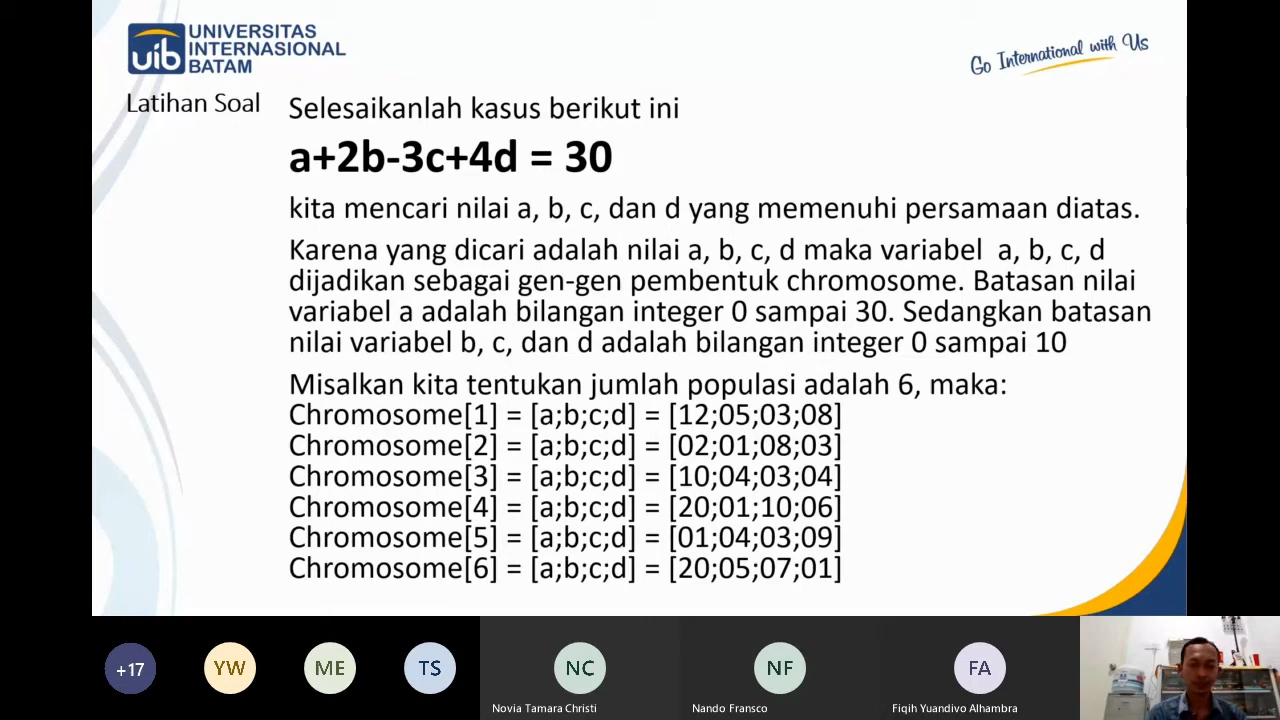 UNIVERSITAS
INTERNASIONAL
BATAM
uib
Go International with Us
Latihan Soal
Selesaikanlah kasus berikut ini
a+2b-3c+4d = 30
kita mencari nilai a, b, c, dan d yang memenuhi persamaan diatas.
Karena yang dicari adalah nilai a, b, c, d maka variabel a, b, c, d
dijadikan sebagai gen-gen pembentuk chromosome. Batasan nilai
variabel a adalah bilangan integer 0 sampai 30. Sedangkan batasan
nilai variabel b, c, dan d adalah bilangan integer 0 sampai 10
Misalkan kita tentukan jumlah populasi adalah 6, maka:
Chromosome[1] = [a;b;c;d] = [12;05;03;08]
Chromosome[2] = [a;b;c;d] = [02;01;08;03]
Chromosome[3] = [a;b;c;d] = [10;04;03;04]
Chromosome[4] = [a;b;c;d] = [20;01;10;06]
Chromosome[5] = [a;b;c;d] = [01;04;03;09]
Chromosome[6] = [a;b;c;d] = [20;05;07;01]
+17
YW
ME
TS
NC
NF
FA
Novia Tamara Christi
Nando Fransco
Fiqih Yuandivo Alhambra